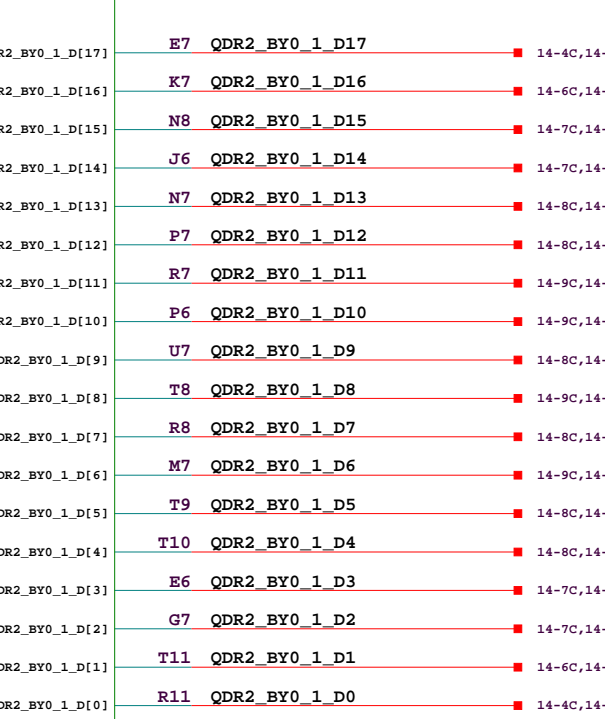 R2_BY0_1_D[17] E7 QDR2_BY0_1_D17 14-4C,14-
R2_BY0_1_D[16] K7 QDR2_BY0_1_D16 14-6C,14-
R2_BY0_1_D[15] N8 QDR2_BY0_1_D15 14-7C,14-
R2_BY0_1_D[14] J6 QDR2_BY0_1_D14 14-7C,14-
R2_BY0_1_D[13] N7 QDR2_BY0_1_D13 14-8C,14-
R2_BY0_1_D[12] P7 QDR2_BY0_1_D12 14-8C,14-
R2_BY0_1_D[11] R7 QDR2_BY0_1_D11 14-9C,14-
R2_BY0_1_D[10] P6 QDR2_BY0_1_D10 14-9C,14-
DR2_BY0_1_D[9] U7 QDR2_BY0_1_D9 14-8C,14-
DR2_BY0_1_D[8] T8 QDR2_BY0_1_D8 14-9C,14-
DR2_BY0_1_D[7] R8 QDR2_BY0_1_D7 14-8C,14-
DR2_BY0_1_D[6] M7 QDR2_BY0_1_D6 14-9C,14-
DR2_BY0_1_D[5] T9 QDR2_BY0_1_D5 14-8C,14-
DR2_BY0_1_D[4] T10 QDR2_BY0_1_D4 14-8C,14-
DR2_BY0_1_D[3] E6 QDR2_BY0_1_D3 14-7C,14-
DR2_BY0_1_D[2] G7 QDR2_BY0_1_D2 14-7C,14-
DR2_BY0_1_D[1] T11 QDR2_BY0_1_D1 14-6C,14-
DR2_BY0_1_D[0] R11 QDR2_BY0_1_D0 14-4C,14-